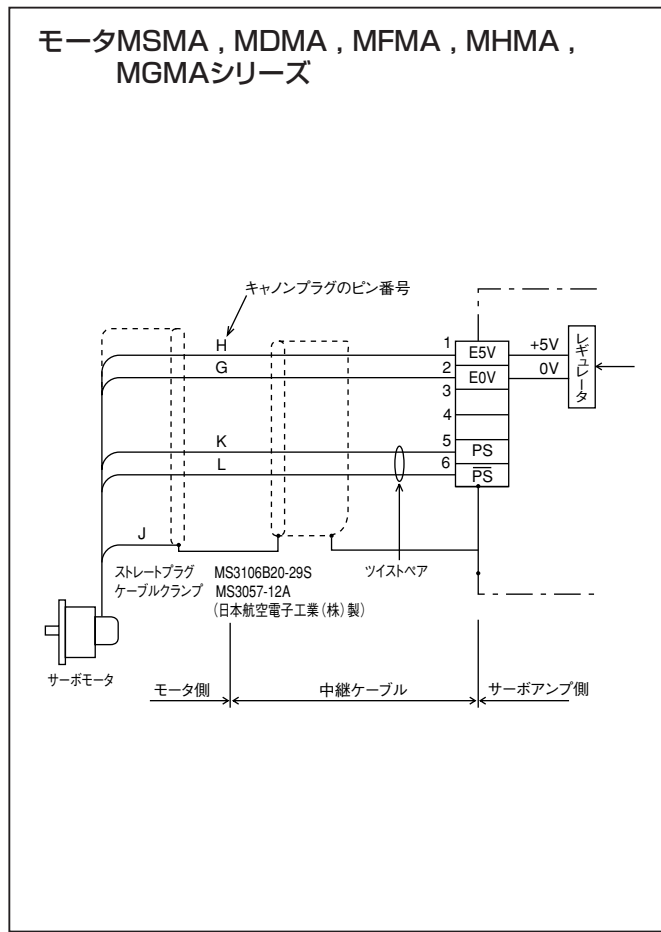 モータMSMA , MDMA , MFMA , MHMA ,
MGMAシリーズ
キャノンプラグのピン番号
H
G
K
L
J
1
2
3
4
5
6
E5V
E0V
PS
P̅S̅
+5V
0V
レギュレータ
ストレートプラグ MS3106B20-29S
ケーブルクランプ MS3057-12A
(日本航空電子工業(株)製)
ツイストペア
サーボモータ
モータ側
中継ケーブル
サーボアンプ側